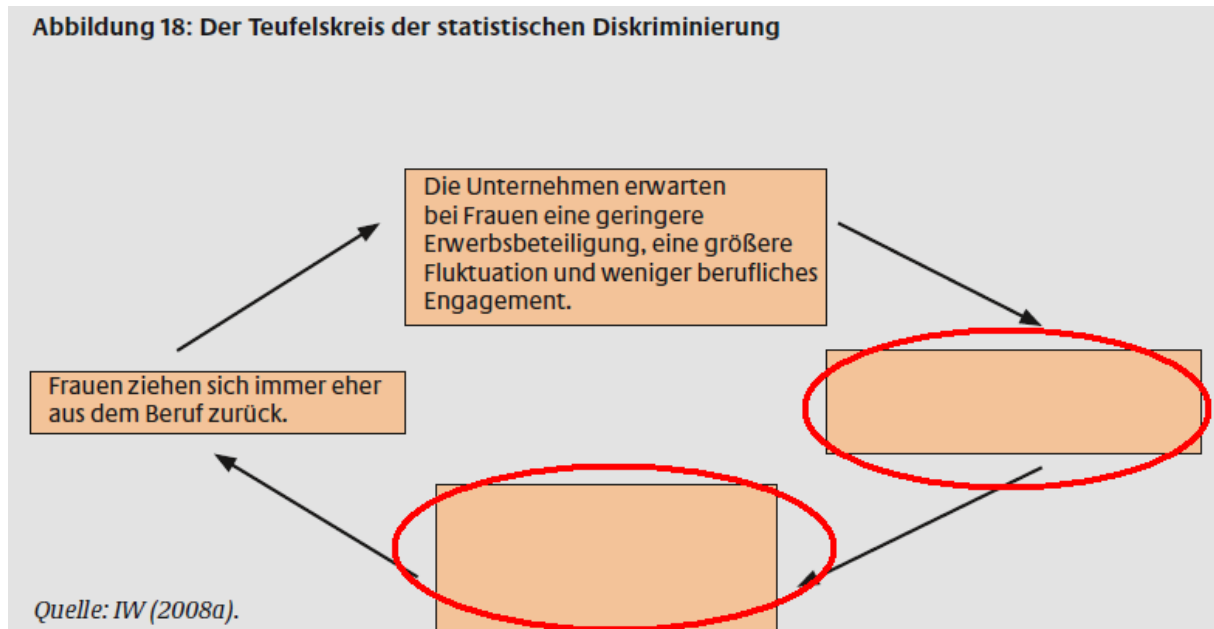 Abbildung 18: Der Teufelskreis der statistischen Diskriminierung
Die Unternehmen erwarten
bei Frauen eine geringere
Erwerbsbeteiligung, eine größere
Fluktuation und weniger berufliches
Engagement.
Frauen ziehen sich immer eher
aus dem Beruf zurück.
Quelle: IW (2008a).